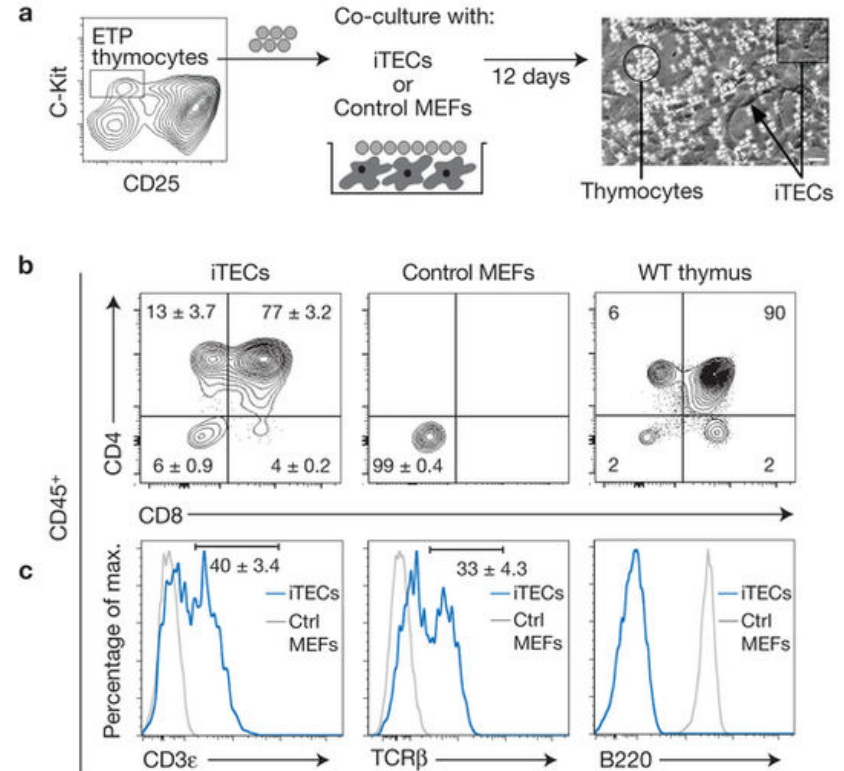 a
ETP
thymocytes
C-Kit
CD25
Co-culture with:
iTECs
or
Control MEFs
12 days
Thymocytes
iTECs
b
iTECs
Control MEFs
WT thymus
13 ± 3.7
77 ± 3.2
6 ± 0.9
4 ± 0.2
99 ± 0.4
6
90
2
2
CD4
CD8
CD45+
c
Percentage of max.
40 ± 3.4
iTECs
Ctrl
MEFs
CD3ε
33 ± 4.3
iTECs
Ctrl
MEFs
TCRβ
iTECs
Ctrl
MEFs
B220